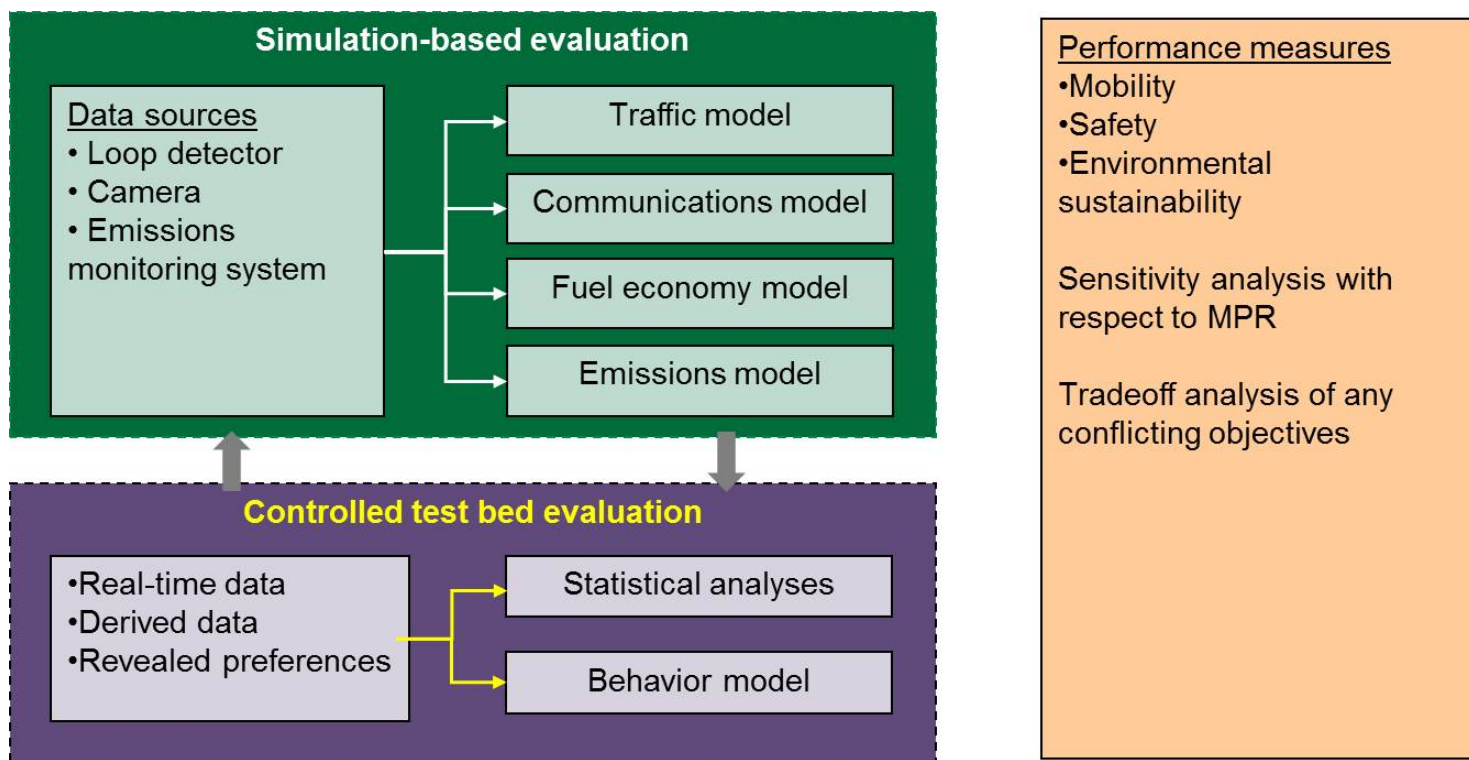 Simulation-based evaluation
Data sources
• Loop detector
• Camera
• Emissions
monitoring system
Traffic model
Communications model
Fuel economy model
Emissions model
Controlled test bed evaluation
•Real-time data
•Derived data
•Revealed preferences
Statistical analyses
Behavior model
Performance measures
•Mobility
•Safety
•Environmental
sustainability
Sensitivity analysis with
respect to MPR
Tradeoff analysis of any
conflicting objectives